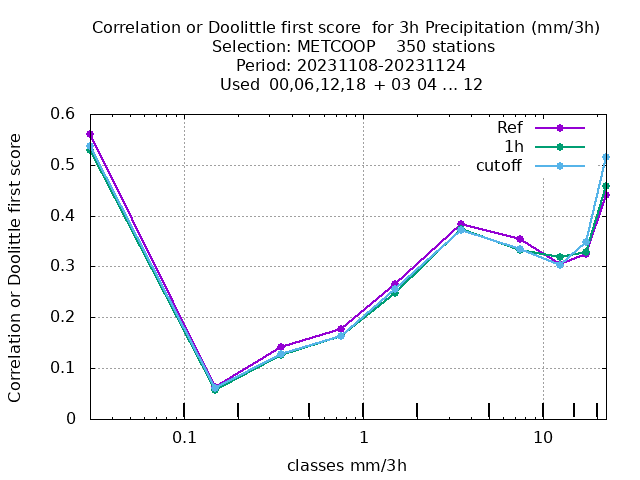 Correlation or Doolittle first score  for 3h Precipitation (mm/3h)
Selection: METCOOP    350 stations
Period: 20231108-20231124
Used  00,06,12,18  + 03 04 ... 12
Correlation or Doolittle first score
0.6
0.5
0.4
0.3
0.2
0.1
0
Ref
1h
cutoff
0.1
1
10
classes mm/3h